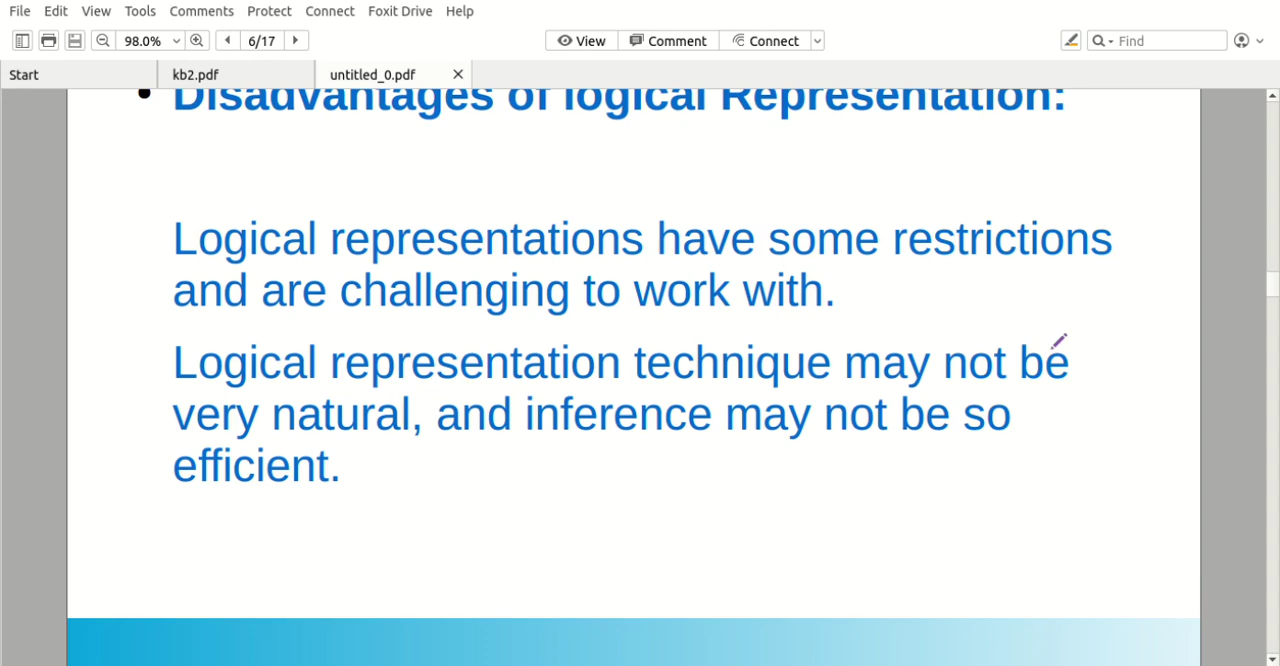 File Edit View Tools Comments Protect Connect Foxit Drive Help
98.0% 6/17 View Comment Connect Find
Start kb2.pdf untitled_0.pdf
Disadvantages of logical Representation:
Logical representations have some restrictions
and are challenging to work with.
Logical representation technique may not be
very natural, and inference may not be so
efficient.